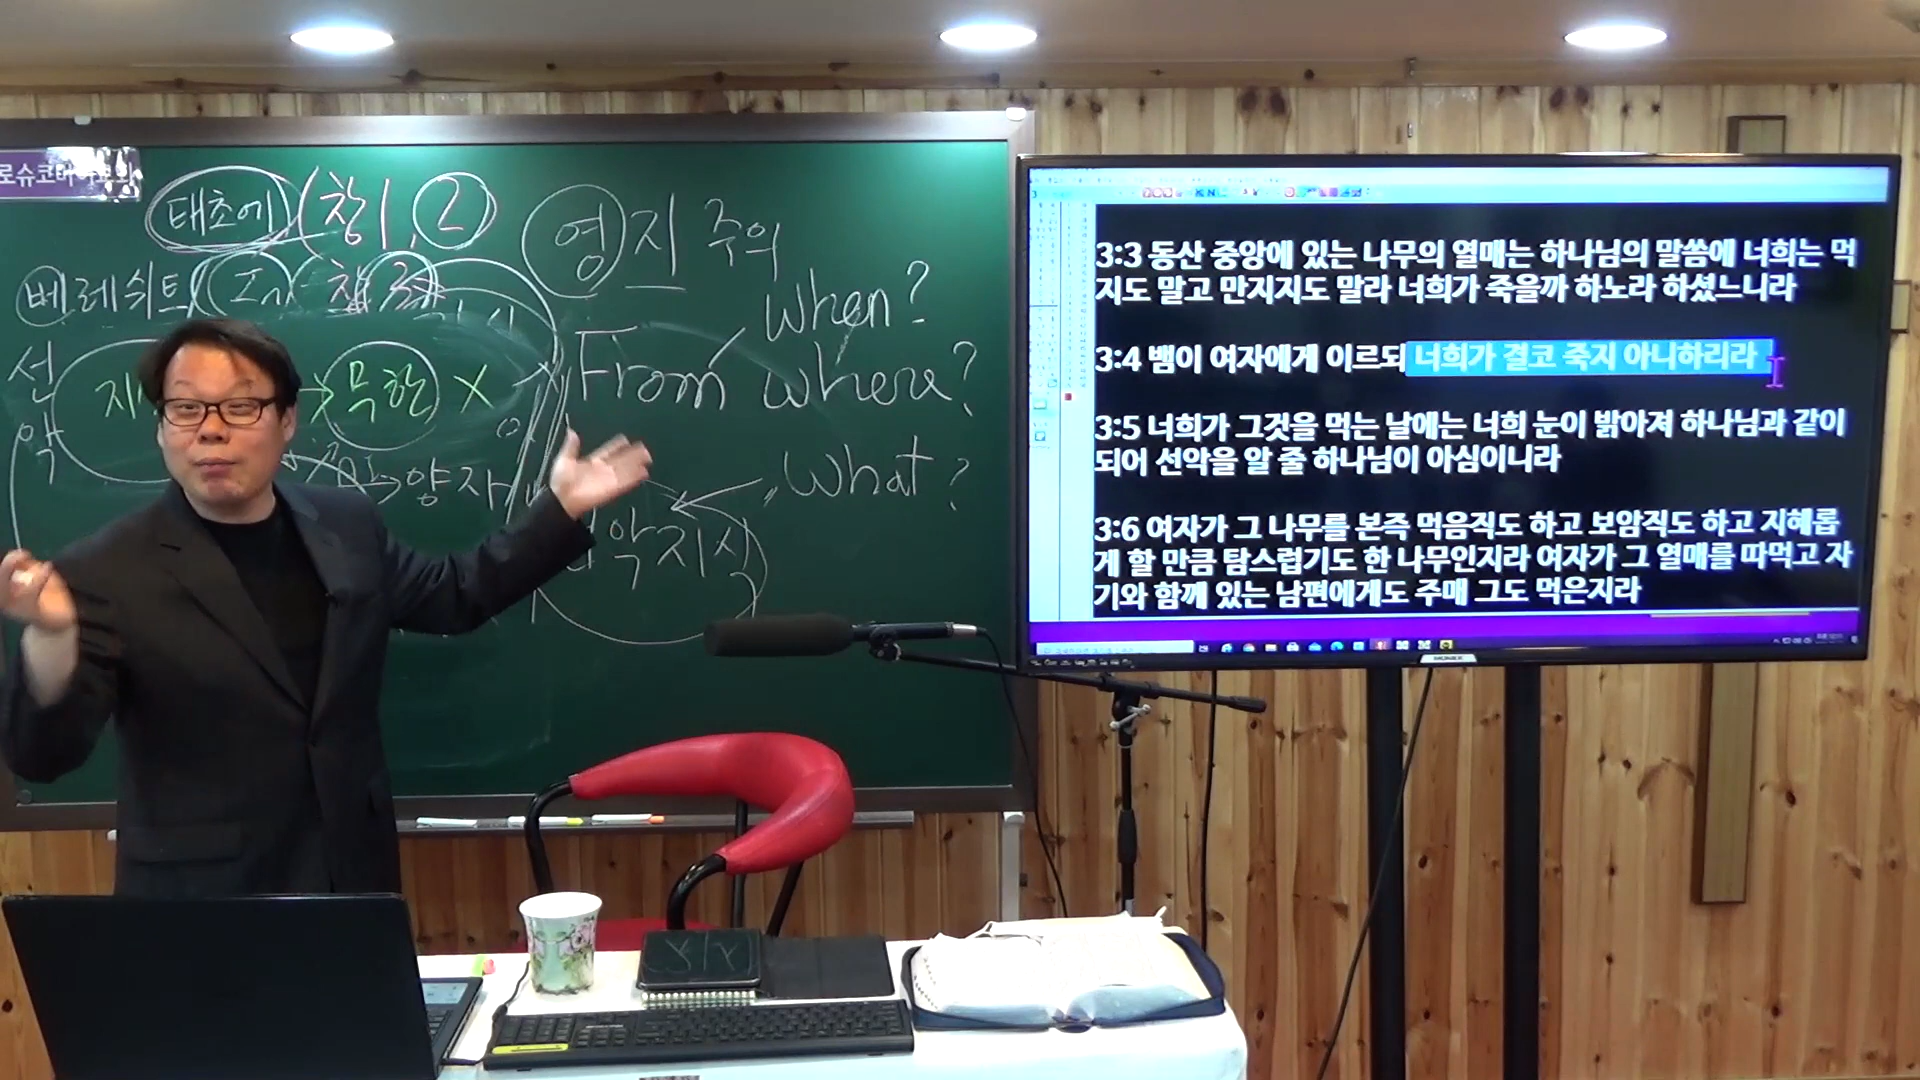 태초에 (창1, 2
영지주의
베레쉬트 (In 창
When?
From where?
선악
무한 X
양자
What?
악지식
3:3 동산 중앙에 있는 나무의 열매는 하나님의 말씀에 너희는 먹
지도 말고 만지지도 말라 너희가 죽을까 하노라 하셨느니라
3:4 뱀이 여자에게 이르되 너희가 결코 죽지 아니하리라
3:5 너희가 그것을 먹는 날에는 너희 눈이 밝아져 하나님과 같이
되어 선악을 알 줄 하나님이 아심이니라
3:6 여자가 그 나무를 본즉 먹음직도 하고 보암직도 하고 지혜롭
게 할 만큼 탐스럽기도 한 나무인지라 여자가 그 열매를 따먹고 자
기와 함께 있는 남편에게도 주매 그도 먹은지라